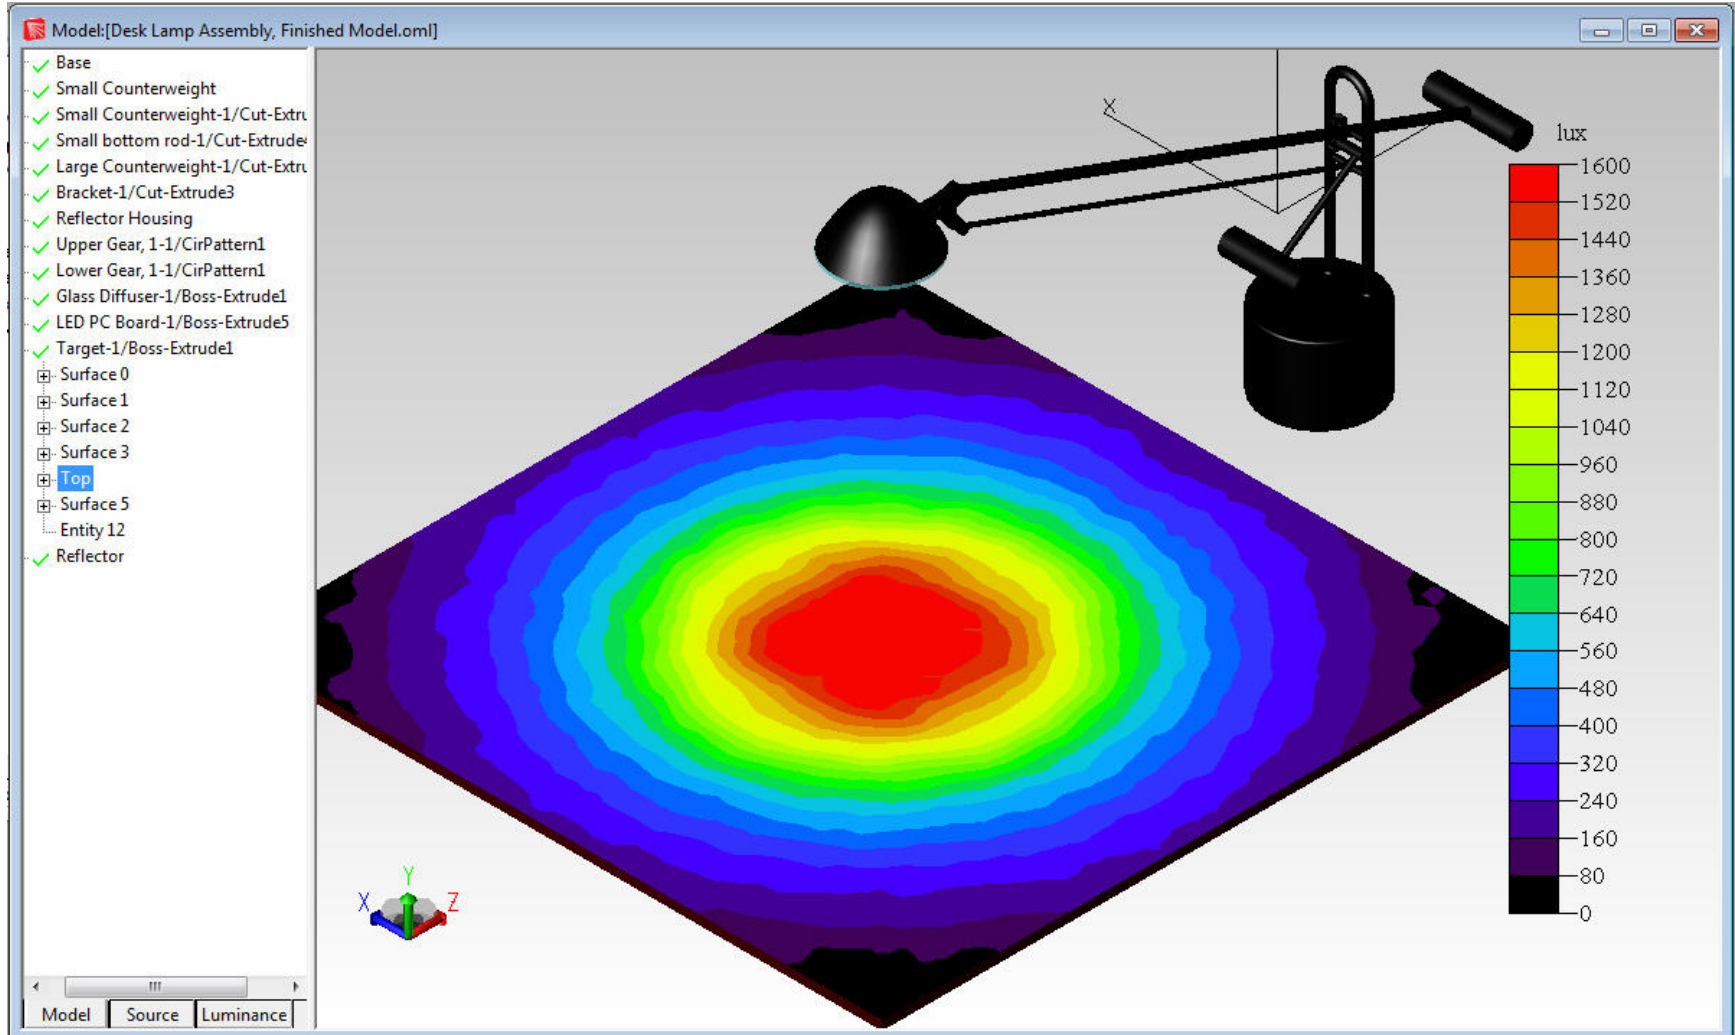 Model:[Desk Lamp Assembly, Finished Model.oml]
Base
Small Counterweight
Small Counterweight-1/Cut-Extru
Small bottom rod-1/Cut-Extrude
Large Counterweight-1/Cut-Extru
Bracket-1/Cut-Extrude3
Reflector Housing
Upper Gear, 1-1/CirPattern1
Lower Gear, 1-1/CirPattern1
Glass Diffuser-1/Boss-Extrude1
LED PC Board-1/Boss-Extrude5
Target-1/Boss-Extrude1
Surface 0
Surface 1
Surface 2
Surface 3
Top
Surface 5
Entity 12
Reflector
Model Source Luminance
X
lux
1600
1520
1440
1360
1280
1200
1120
1040
960
880
800
720
640
560
480
400
320
240
160
80
0
Y
X Z